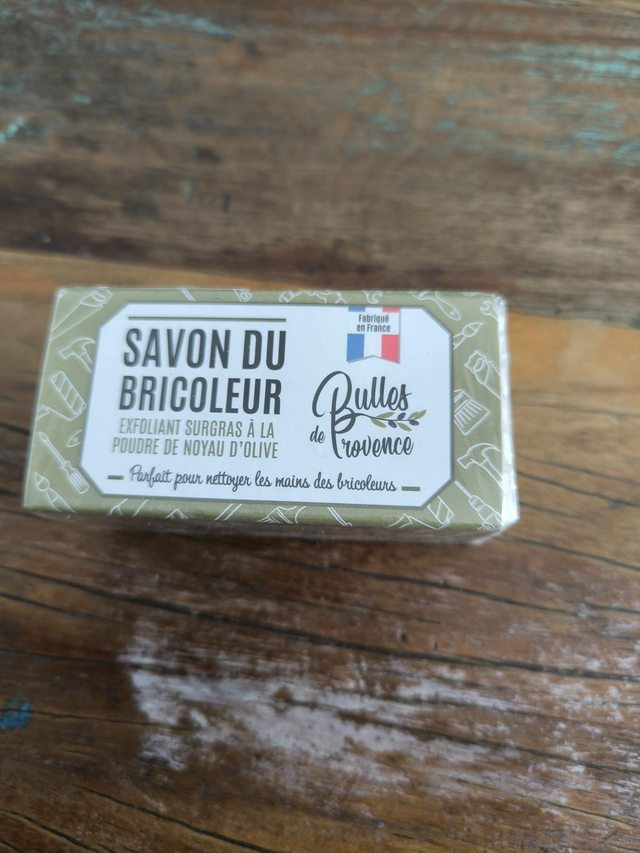 SAVON DU
BRICOLEUR
EXFOLIANT SURGRAS À LA
POUDRE DE NOYAU D'OLIVE
Fabriqué
en France
Bulles
de Provence
Parfait pour nettoyer les mains des bricoleurs